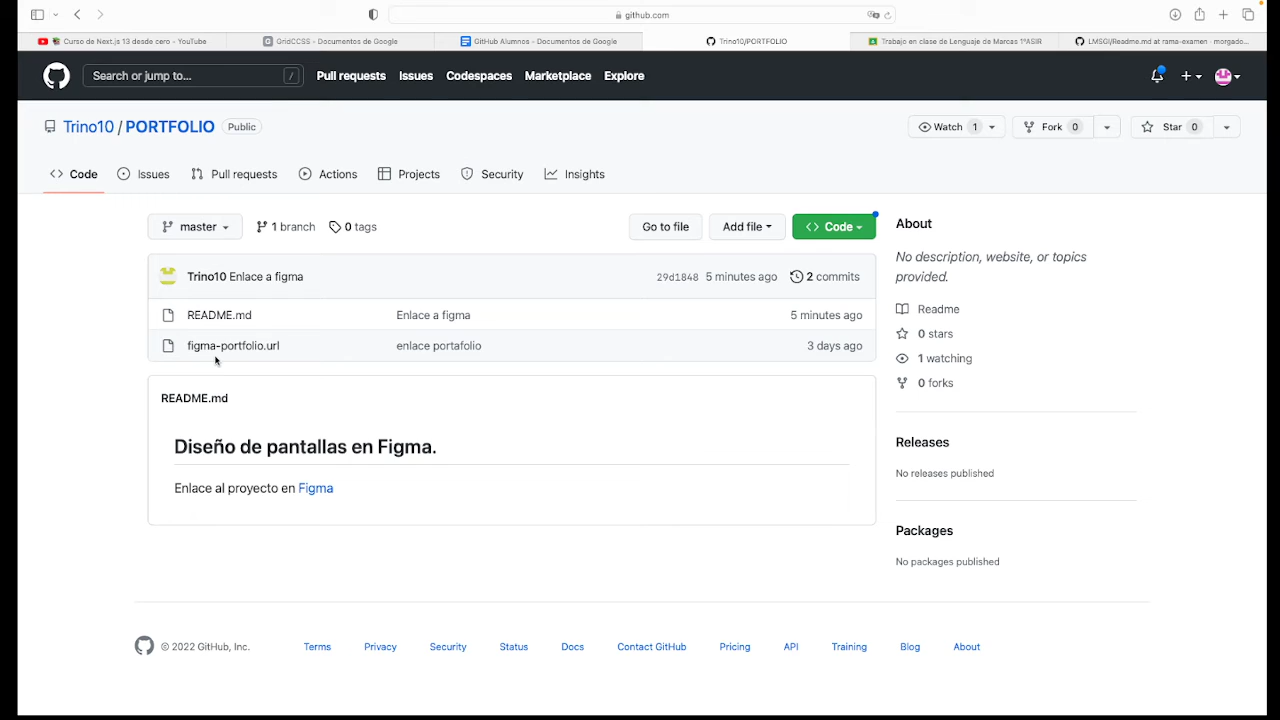 github.com
Curso de Next.js 13 desde cero - YouTube
GridCCSS - Documentos de Google
GitHub Alumnos - Documentos de Google
Trino10/PORTFOLIO
Trabajo en clase de Lenguaje de Marcas 1ºASIR
LMSGI/Readme.md at rama-examen · morgado...
Search or jump to... /
Pull requests
Issues
Codespaces
Marketplace
Explore
Trino10 / PORTFOLIO Public
Watch 1
Fork 0
Star 0
Code
Issues
Pull requests
Actions
Projects
Security
Insights
master
1 branch
0 tags
Go to file
Add file
Code
Trino10 Enlace a figma 29d1848 5 minutes ago 2 commits
README.md Enlace a figma 5 minutes ago
figma-portfolio.url enlace portafolio 3 days ago
README.md
Diseño de pantallas en Figma.
Enlace al proyecto en Figma
About
No description, website, or topics
provided.
Readme
0 stars
1 watching
0 forks
Releases
No releases published
Packages
No packages published
© 2022 GitHub, Inc.
Terms
Privacy
Security
Status
Docs
Contact GitHub
Pricing
API
Training
Blog
About